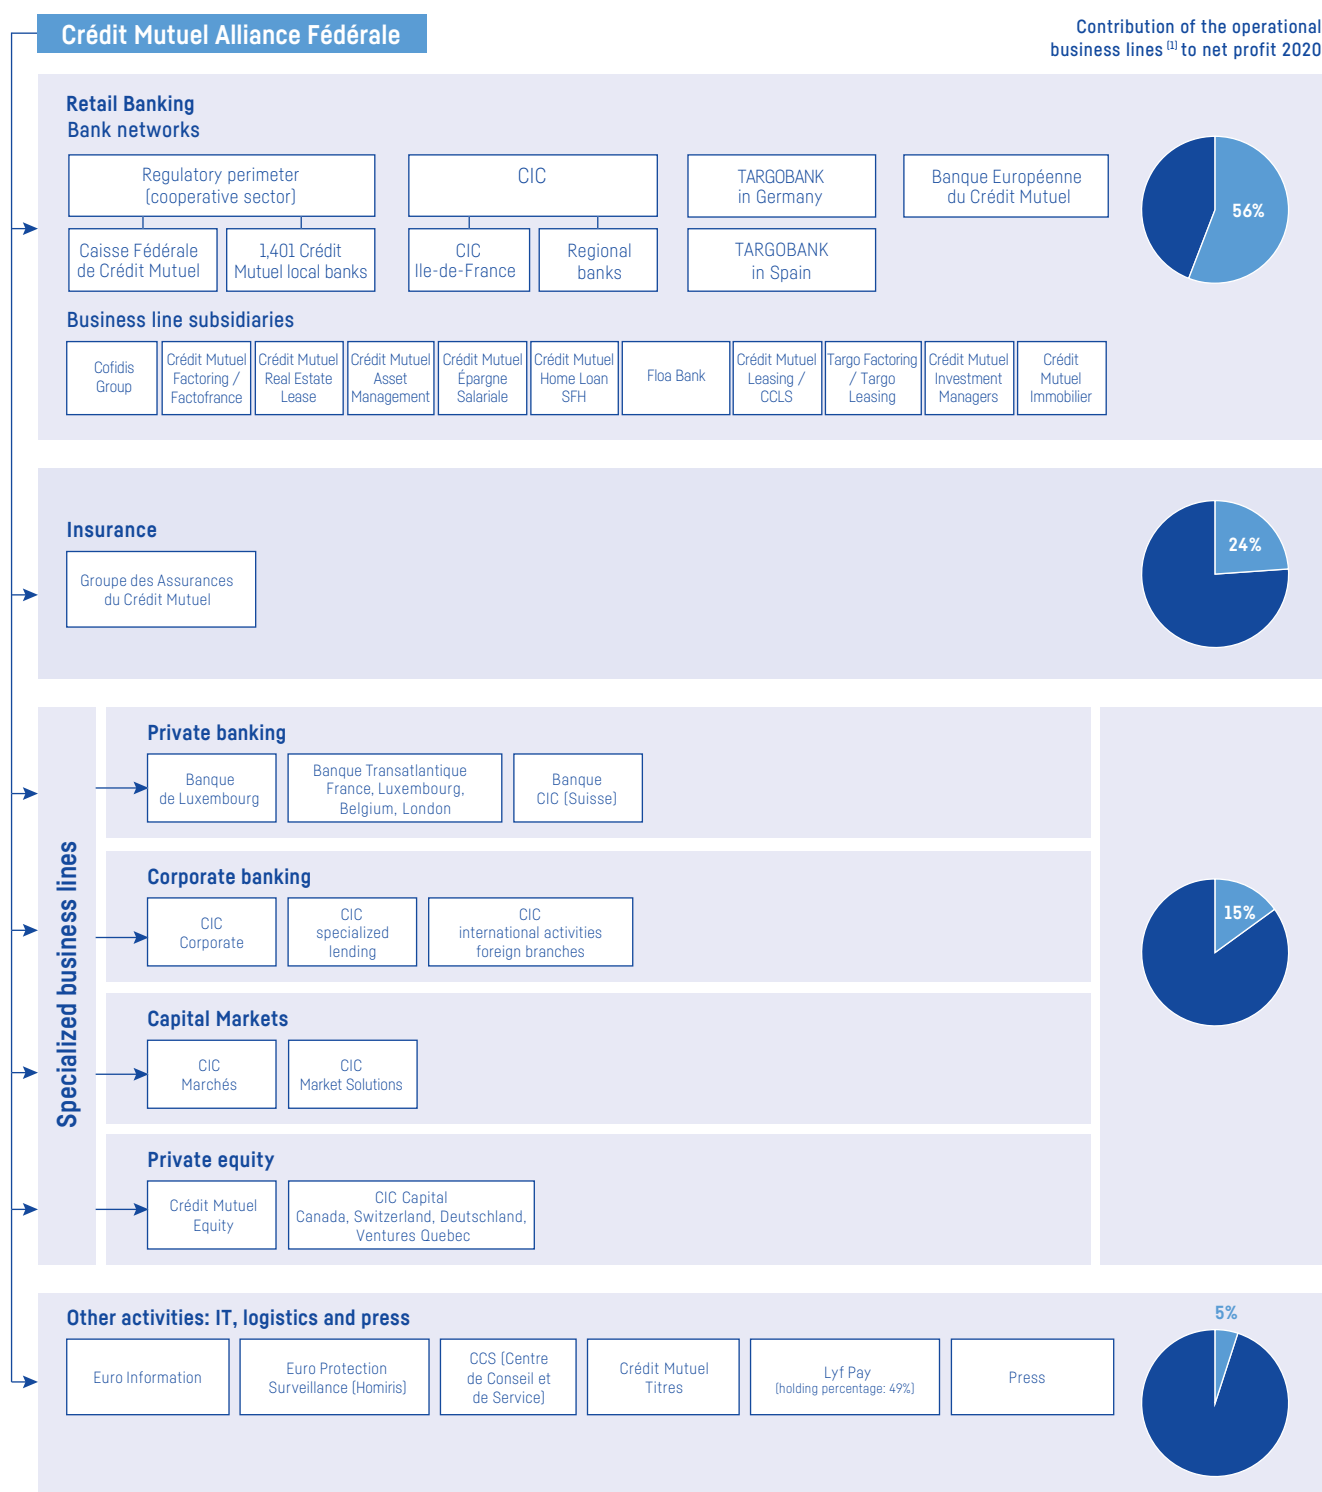 Crédit Mutuel Alliance Fédérale
Contribution of the operational
business lines (1) to net profit 2020
Retail Banking
Bank networks
Regulatory perimeter
(cooperative sector)
CIC
TARGOBANK
in Germany
Banque Européenne
du Crédit Mutuel
56%
Caisse Fédérale
de Crédit Mutuel
1,401 Crédit
Mutuel local banks
CIC
Ile-de-France
Regional
banks
TARGOBANK
in Spain
Business line subsidiaries
Cofidis
Group
Crédit Mutuel
Factoring /
Factofrance
Crédit Mutuel
Real Estate
Lease
Crédit Mutuel
Asset
Management
Crédit Mutuel
Épargne
Salariale
Crédit Mutuel
Home Loan
SFH
Floa Bank
Crédit Mutuel
Leasing /
CCLS
Targo Factoring
/ Targo
Leasing
Crédit Mutuel
Investment
Managers
Crédit
Mutuel
Immobilier
Insurance
Groupe des Assurances
du Crédit Mutuel
24%
Specialized business lines
Private banking
Banque
de Luxembourg
Banque Transatlantique
France, Luxembourg,
Belgium, London
Banque
CIC (Suisse)
Corporate banking
CIC
Corporate
CIC
specialized
lending
CIC
international activities
foreign branches
15%
Capital Markets
CIC
Marchés
CIC
Market Solutions
Private equity
Crédit Mutuel
Equity
CIC Capital
Canada, Switzerland, Deutschland,
Ventures Quebec
Other activities: IT, logistics and press
5%
Euro Information
Euro Protection
Surveillance (Homiris)
CCS (Centre
de Conseil et
de Service)
Crédit Mutuel
Titres
Lyf Pay
(holding percentage: 49%)
Press